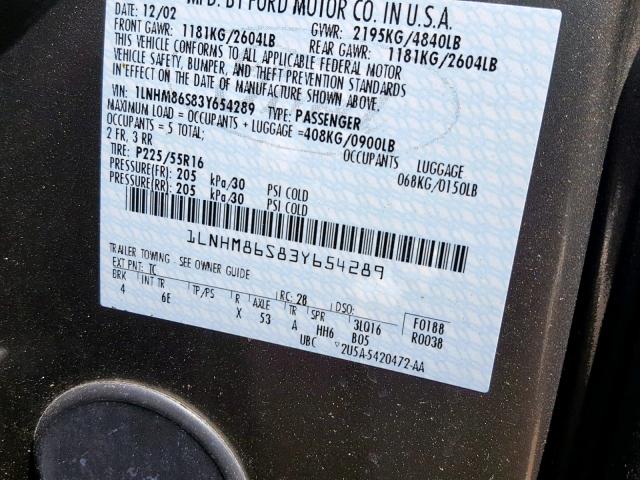 MFD. BY FORD MOTOR CO. IN U.S.A.
12/02 GVWR: 2195KG/4840LB
FRONT GAWR: 1181KG/2604LB REAR GAWR: 1181KG/2604LB
THIS VEHICLE CONFORMS TO ALL APPLICABLE FEDERAL MOTOR
VEHICLE SAFETY, BUMPER, AND THEFT PREVENTION STANDARDS
IN EFFECT ON THE DATE OF MANUFACTURE SHOWN ABOVE.
VIN: 1LNHM86S83Y654289 TYPE: PASSENGER
MAXIMUM LOAD = OCCUPANTS + LUGGAGE = 408KG/0900LB
OCCUPANTS = 5 TOTAL: LUGGAGE
2 FR, 3 RR 068KG/0150LB
TIRE: P225/55R16
PRESSURE(FR): 205 kPa/30 PSI COLD
PRESSURE(RR): 205 kPa/30 PSI COLD
1LNHM86S83Y654289
TRAILER TOWING - SEE OWNER GUIDE
EXT PNT: TC RC: 28 DSO:
BRK INT TR TP/PS R AXLE TR SPR 3LQ16 F0188
4 6E X 53 A HH6 B05 R0038
UBC 2U5A-5420472-AA